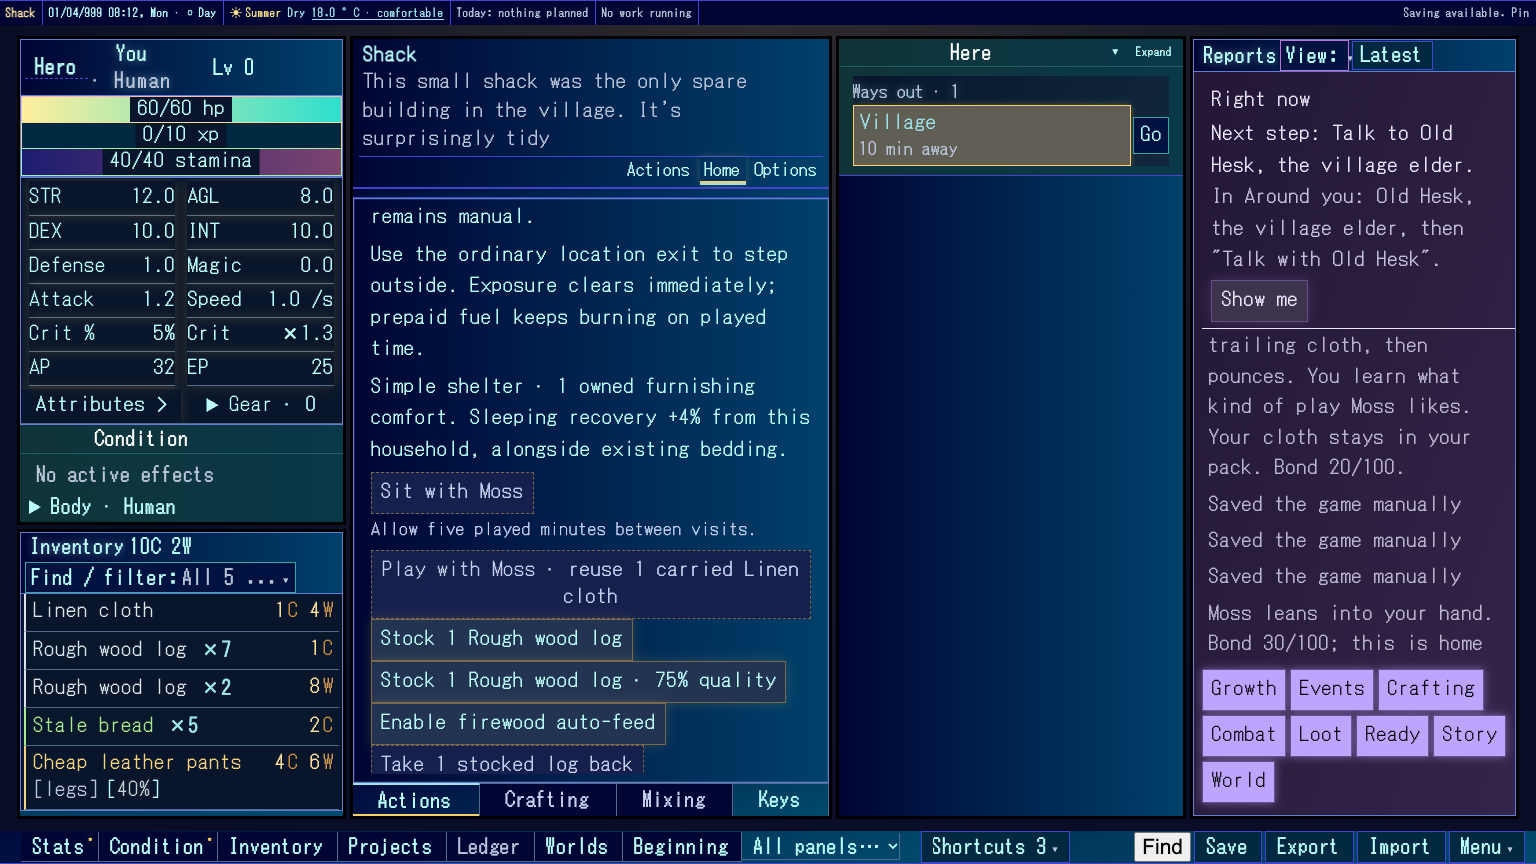 Shack 01/04/999 08:12, Mon · ☼ Day ☀ Summer Dry 18.0 ° C · comfortable Today: nothing planned No work running Saving available. Pin
Hero · You Human Lv 0
60/60 hp
0/10 xp
40/40 stamina
STR 12.0 AGL 8.0
DEX 10.0 INT 10.0
Defense 1.0 Magic 0.0
Attack 1.2 Speed 1.0 /s
Crit % 5% Crit ×1.3
AP 32 EP 25
Attributes > ▶ Gear · 0
Condition
No active effects
▶ Body · Human
Inventory 10C 2W
Find / filter: All 5 ... ▾
Linen cloth 1C 4W
Rough wood log ×7 1C
Rough wood log ×2 8W
Stale bread ×5 2C
Cheap leather pants 4C 6W
[legs] [40%]
Shack
This small shack was the only spare
building in the village. It's
surprisingly tidy
Actions Home Options
remains manual.
Use the ordinary location exit to step
outside. Exposure clears immediately;
prepaid fuel keeps burning on played
time.
Simple shelter · 1 owned furnishing
comfort. Sleeping recovery +4% from this
household, alongside existing bedding.
Sit with Moss
Allow five played minutes between visits.
Play with Moss · reuse 1 carried Linen
cloth
Stock 1 Rough wood log
Stock 1 Rough wood log · 75% quality
Enable firewood auto-feed
Take 1 stocked log back
Actions Crafting Mixing Keys
Here ▾ Expand
Ways out · 1
Village
10 min away
Go
Reports View: Latest
Right now
Next step: Talk to Old
Hesk, the village elder.
In Around you: Old Hesk,
the village elder, then
"Talk with Old Hesk".
Show me
trailing cloth, then
pounces. You learn what
kind of play Moss likes.
Your cloth stays in your
pack. Bond 20/100.
Saved the game manually
Saved the game manually
Saved the game manually
Moss leans into your hand.
Bond 30/100; this is home
Growth Events Crafting
Combat Loot Ready Story
World
Stats Condition Inventory Projects Ledger Worlds Beginning All panels… Shortcuts 3 ▾ Find Save Export Import Menu ▾